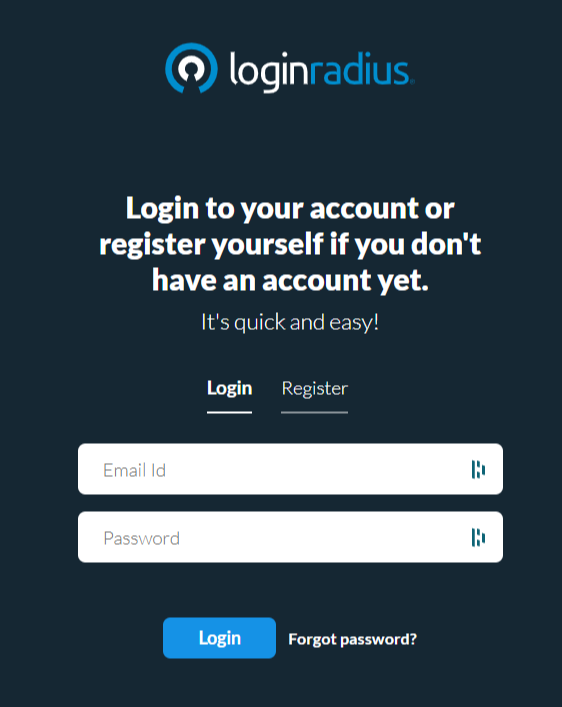 loginradius
Login to your account or
register yourself if you don't
have an account yet.
It's quick and easy!
Login Register
Email Id
Password
Login Forgot password?